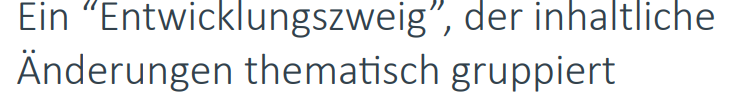 Ein “Entwicklungszweig”, der inhaltliche
Änderungen thematisch gruppiert